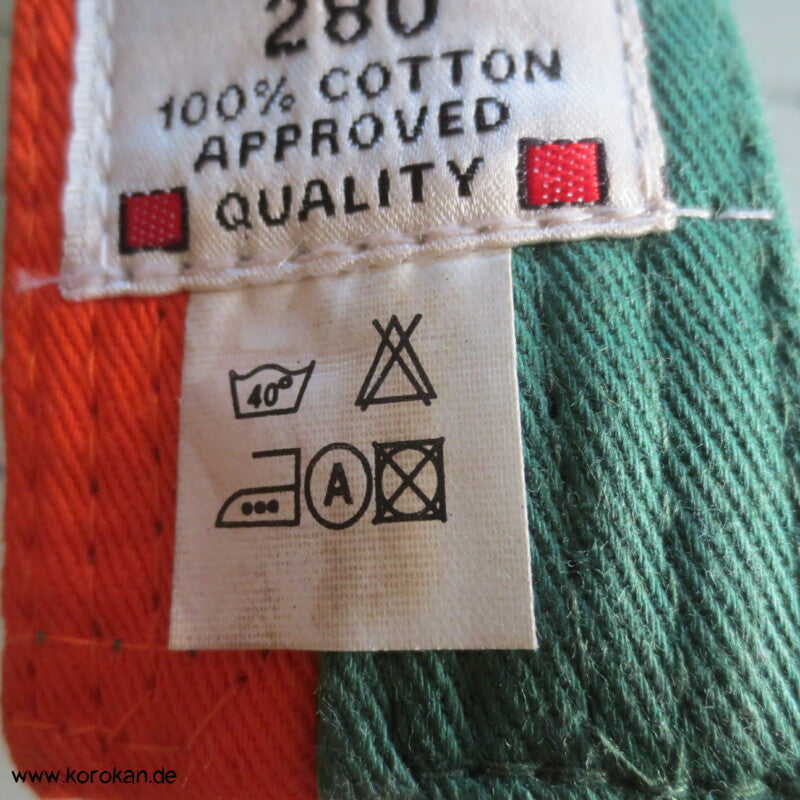 280
100% COTTON
APPROVED
QUALITY
40°
A
www.korokan.de